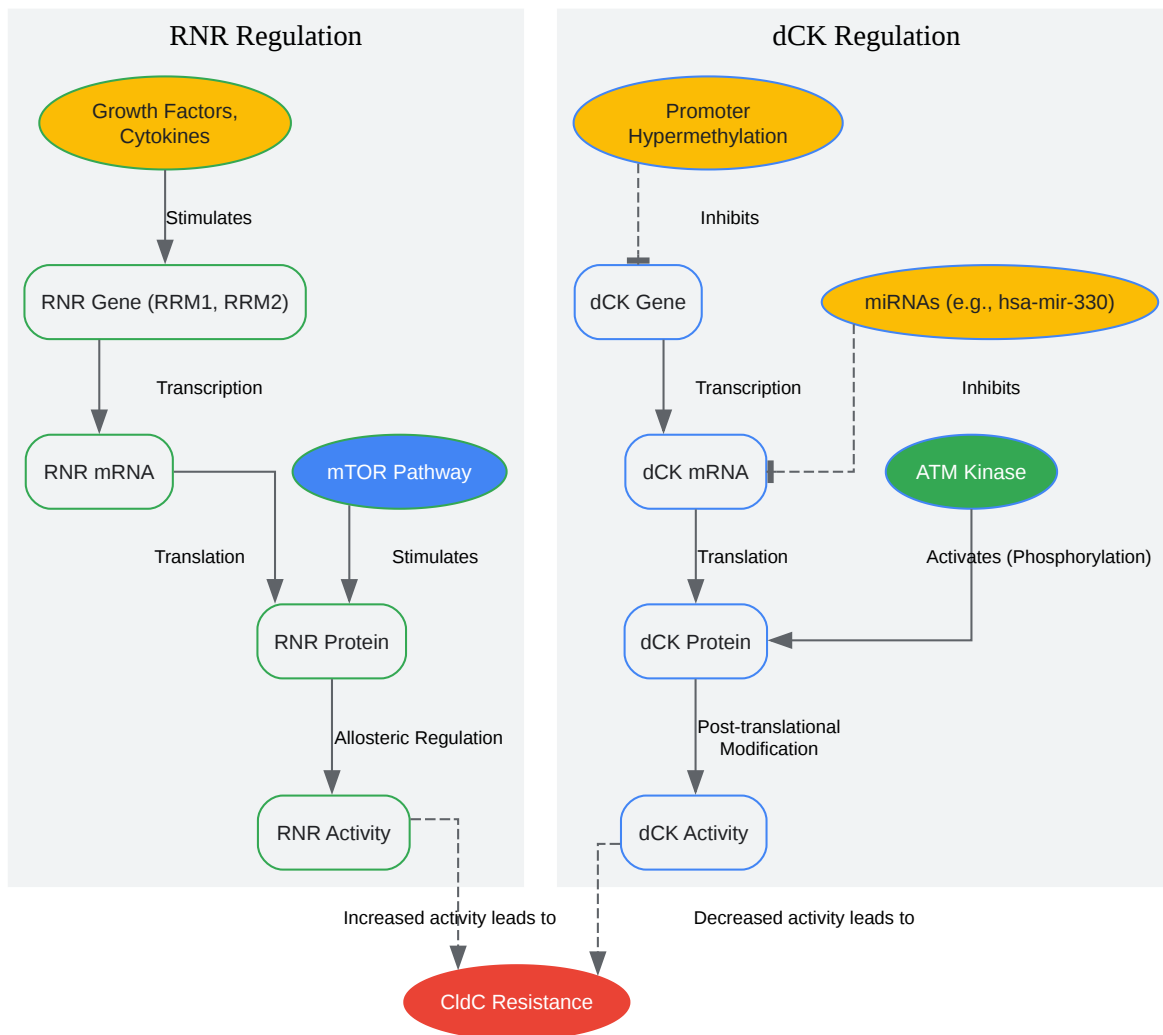 RNR Regulation
Growth Factors,
Cytokines
Stimulates
RNR Gene (RRM1, RRM2)
Transcription
RNR mRNA
mTOR Pathway
Translation
Stimulates
RNR Protein
Allosteric Regulation
RNR Activity
Increased activity leads to
dCK Regulation
Promoter
Hypermethylation
Inhibits
dCK Gene
miRNAs (e.g., hsa-mir-330)
Transcription
Inhibits
dCK mRNA
ATM Kinase
Translation
Activates (Phosphorylation)
dCK Protein
Post-translational
Modification
dCK Activity
Decreased activity leads to
CldC Resistance